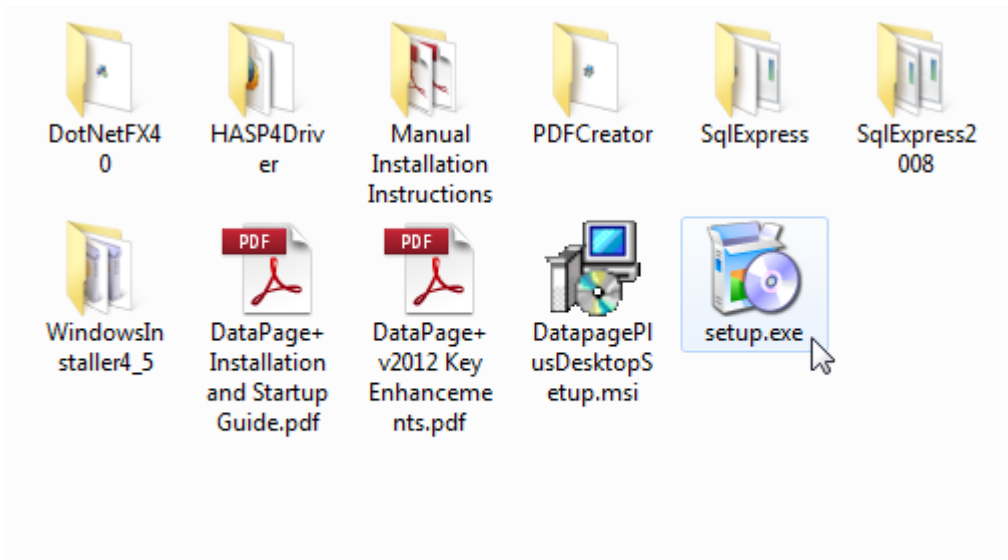 DotNetFX4
0
HASP4Driv
er
Manual
Installation
Instructions
PDFCreator
SqlExpress
SqlExpress2
008
WindowsIn
staller4_5
PDF
DataPage+
Installation
and Startup
Guide.pdf
PDF
DataPage+
v2012 Key
Enhanceme
nts.pdf
DatapagePl
usDesktopS
etup.msi
setup.exe